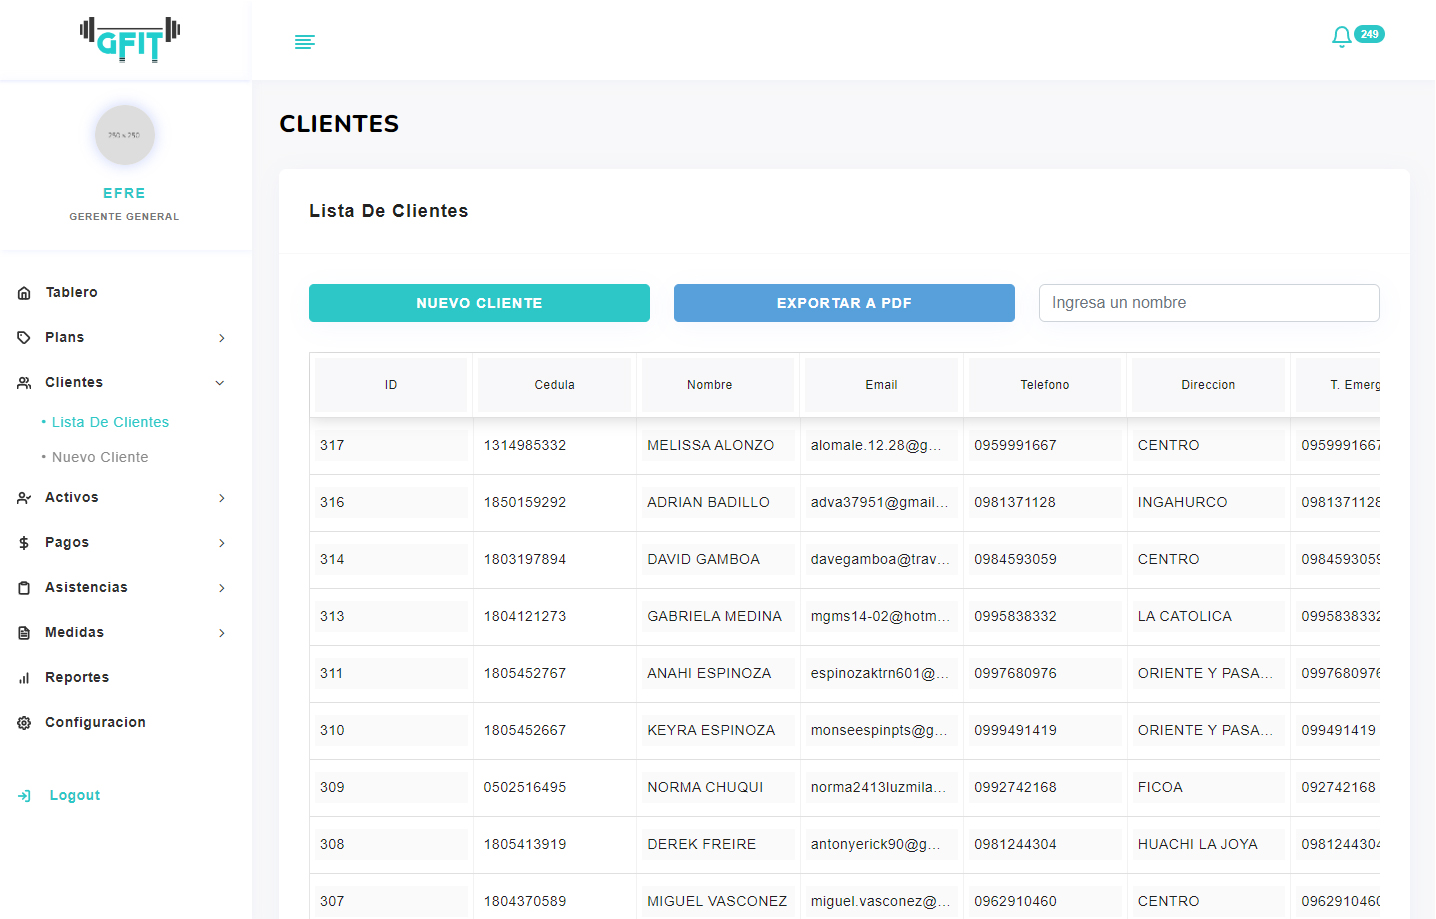 GFIT
249
250 x 250
EFRE
GERENTE GENERAL
Tablero
Plans
Clientes
• Lista De Clientes
• Nuevo Cliente
Activos
Pagos
Asistencias
Medidas
Reportes
Configuracion
Logout
CLIENTES
Lista De Clientes
NUEVO CLIENTE EXPORTAR A PDF Ingresa un nombre
ID Cedula Nombre Email Telefono Direccion T. Emerg
317 1314985332 MELISSA ALONZO alomale.12.28@g... 0959991667 CENTRO 0959991667
316 1850159292 ADRIAN BADILLO adva37951@gmail... 0981371128 INGAHURCO 0981371128
314 1803197894 DAVID GAMBOA davegamboa@trav... 0984593059 CENTRO 0984593059
313 1804121273 GABRIELA MEDINA mgms14-02@hotm... 0995838332 LA CATOLICA 0995838332
311 1805452767 ANAHI ESPINOZA espinozaktrn601@... 0997680976 ORIENTE Y PASA... 0997680976
310 1805452667 KEYRA ESPINOZA monseespinpts@g... 0999491419 ORIENTE Y PASA... 099491419
309 0502516495 NORMA CHUQUI norma2413luzmila... 0992742168 FICOA 092742168
308 1805413919 DEREK FREIRE antonyerick90@g... 0981244304 HUACHI LA JOYA 0981244304
307 1804370589 MIGUEL VASCONEZ miguel.vasconez@... 0962910460 CENTRO 0962910460